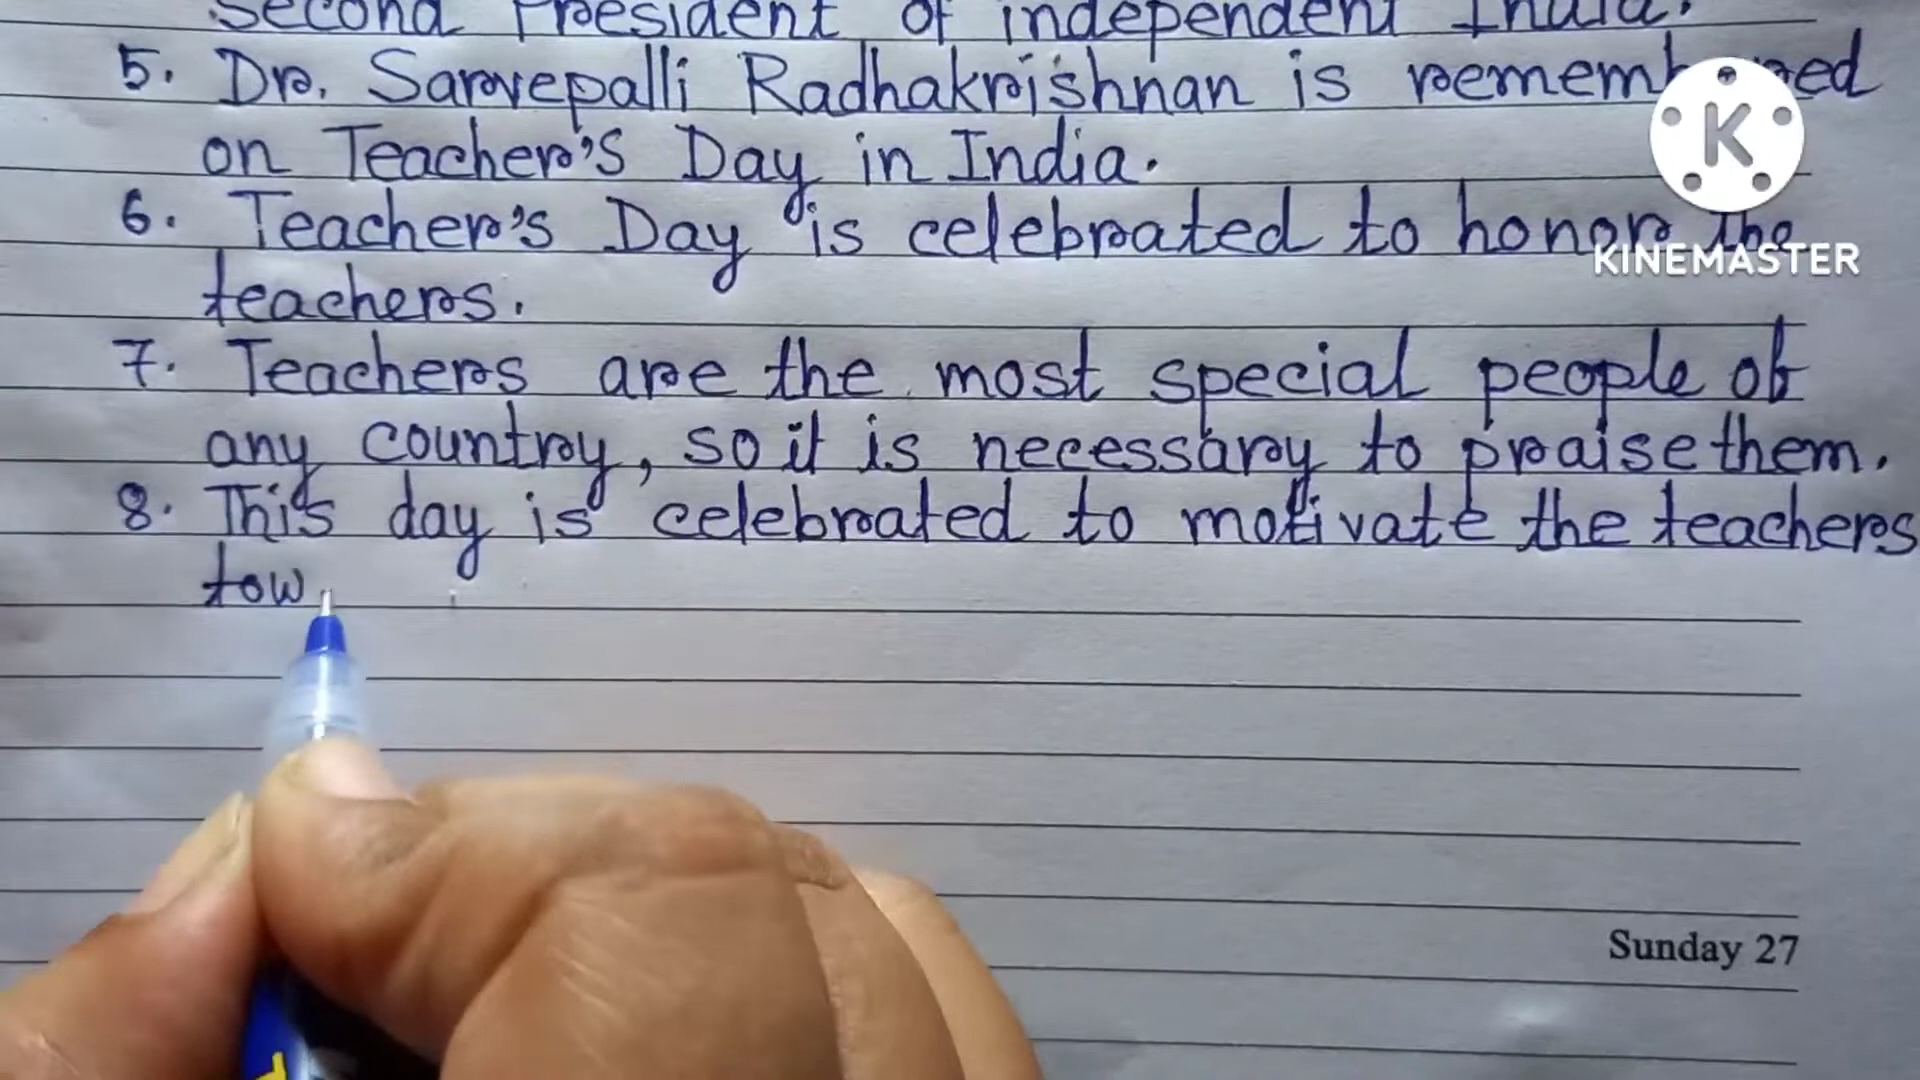 Second President of independent India.
5. Dr. Sarvepalli Radhakrishnan is remembered
on Teacher's Day in India.
6. Teacher's Day is celebrated to honor the
KINEMASTER
teachers.
7. Teachers are the most special people of
any country, so it is necessary to praise them.
8. This day is celebrated to motivate the teachers
tow
Sunday 27